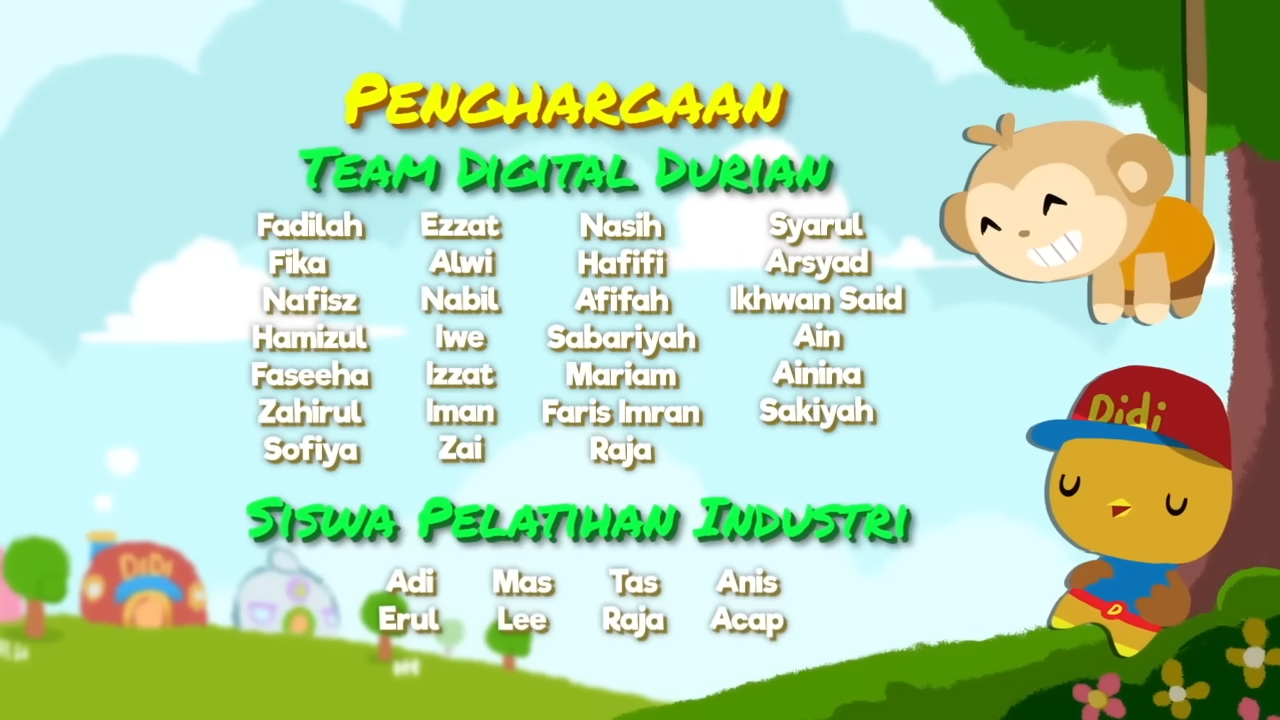 Penghargaan
Team Digital Durian
Fadilah Ezzat Nasih Syarul
Fika Alwi Hafifi Arsyad
Nafisz Nabil Afifah Ikhwan Said
Hamizul Iwe Sabariyah Ain
Faseeha Izzat Mariam Ainina
Zahirul Iman Faris Imran Sakiyah
Sofiya Zai Raja
Siswa Pelatihan Industri
Adi Mas Tas Anis
Erul Lee Raja Acap
Didi
DIDI
D